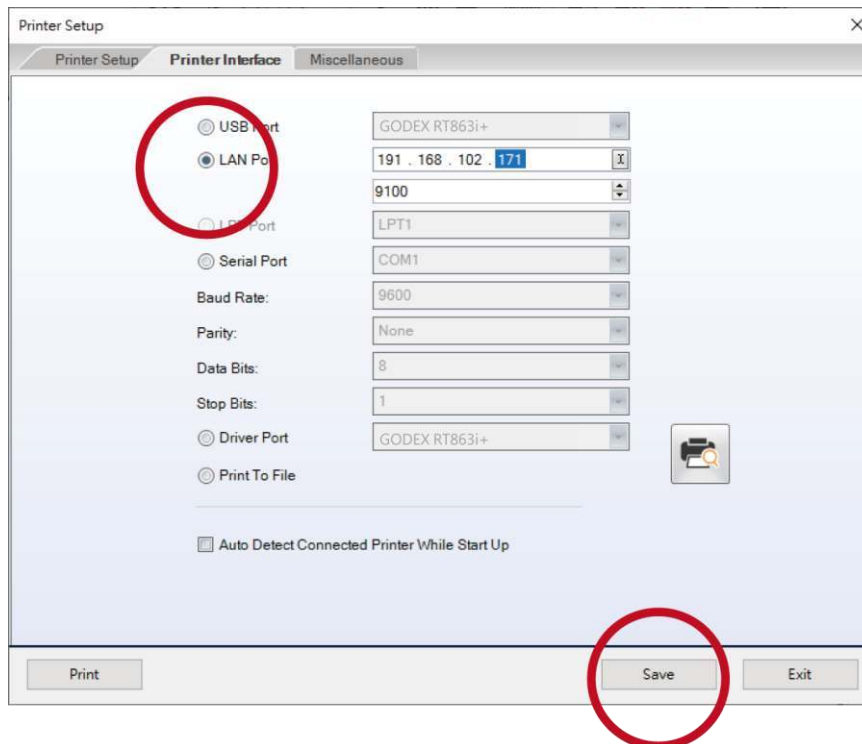 Printer Setup
Printer Setup Printer Interface Miscellaneous
USB Port GODEX RT863i+
LAN Po 191 . 168 . 102 . 171
9100
LPT Port LPT1
Serial Port COM1
Baud Rate: 9600
Parity: None
Data Bits: 8
Stop Bits: 1
Driver Port GODEX RT863i+
Print To File
Auto Detect Connected Printer While Start Up
Print Save Exit